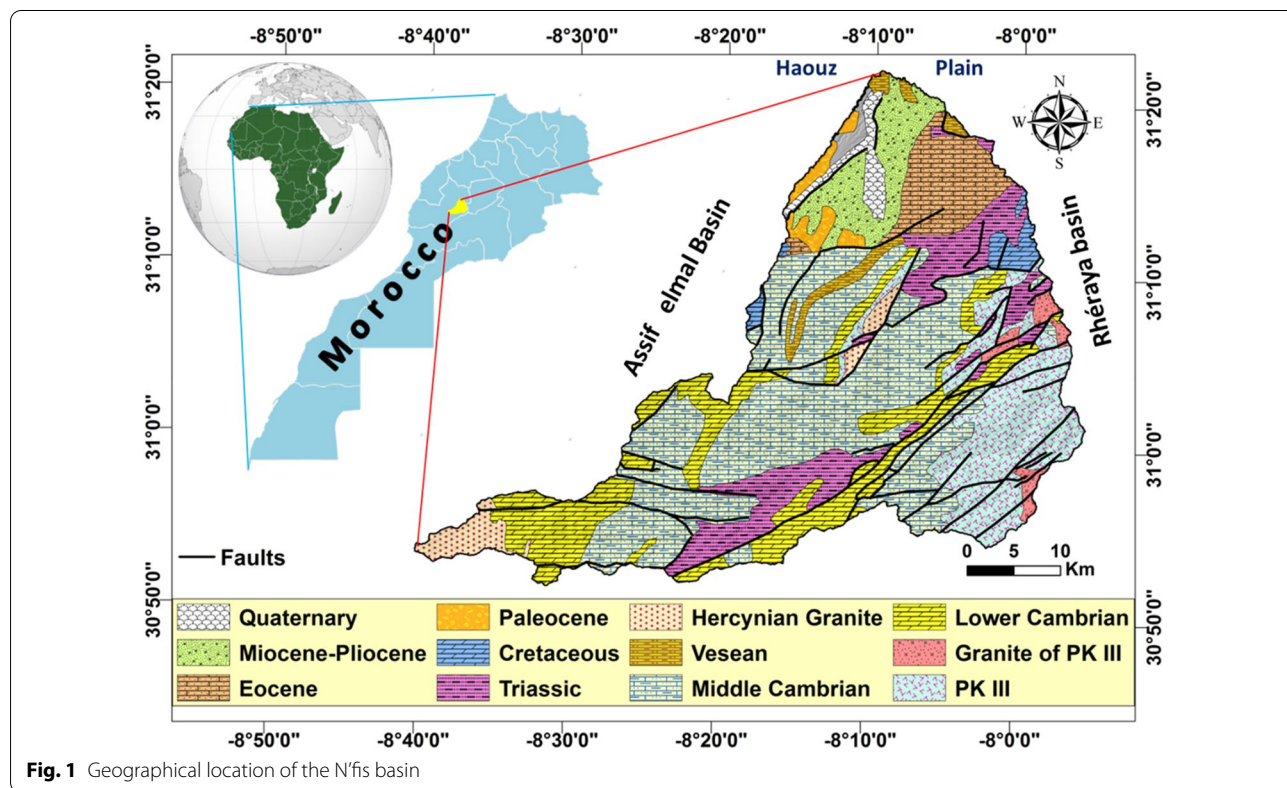 -8°50'0" -8°40'0" -8°30'0" -8°20'0" -8°10'0" -8°0'0"
Haouz Plain
31°20'0"
31°20'0"
N
W E
S
Morocco
Assif elmal Basin
Rhéraya basin
31°10'0"
31°10'0"
31°0'0"
31°0'0"
Faults
0 5 10
Km
30°50'0"
30°50'0"
Quaternary Paleocene Hercynian Granite Lower Cambrian
Miocene-Pliocene Cretaceous Vesean Granite of PK III
Eocene Triassic Middle Cambrian PK III
-8°50'0" -8°40'0" -8°30'0" -8°20'0" -8°10'0" -8°0'0"
Fig. 1 Geographical location of the N'fis basin